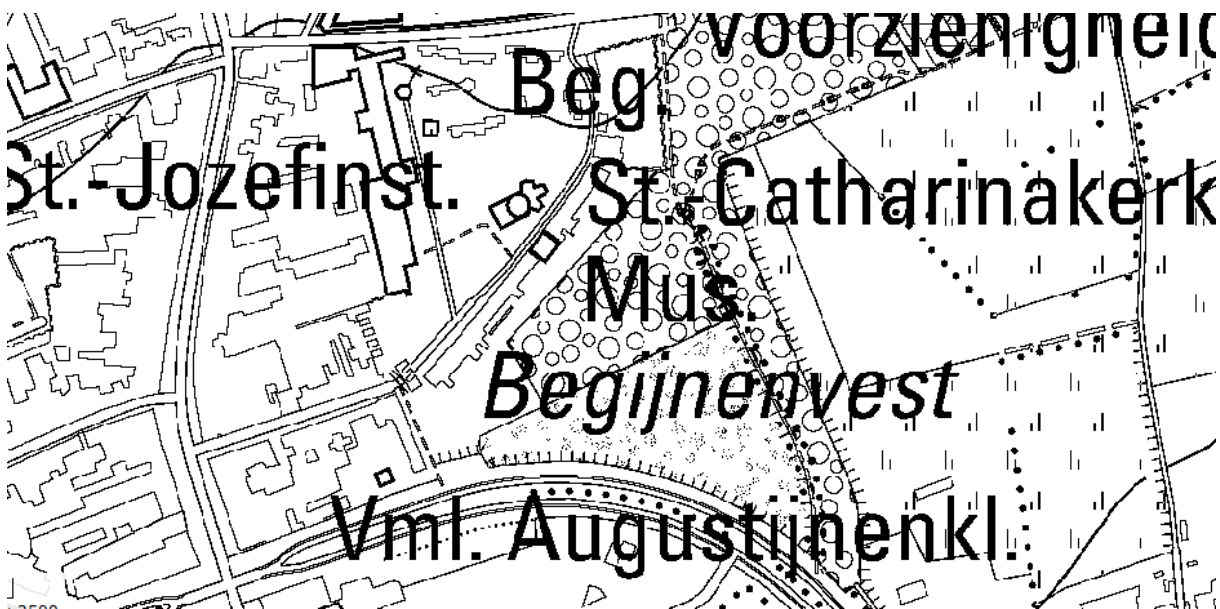 Voorzienigheid
Beg.
St.-Jozefinst.
St.-Catharinakerk
Mus.
Begijnenvest
Vml. Augustijnenkl.